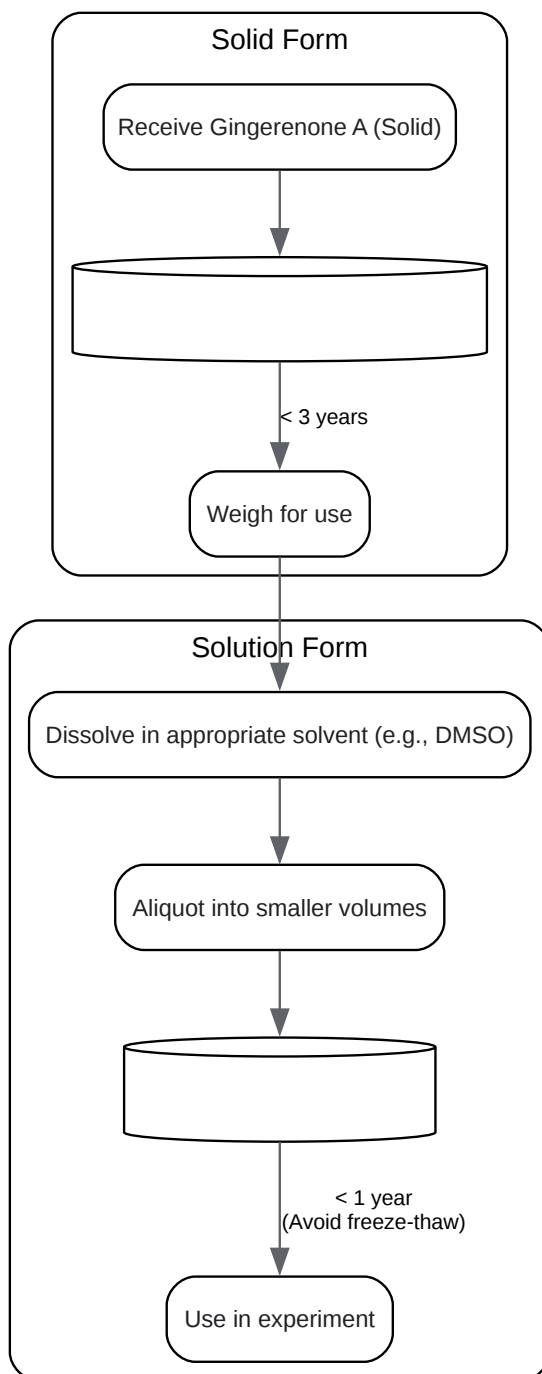 Solid Form
Receive Gingerenone A (Solid)
< 3 years
Weigh for use
Solution Form
Dissolve in appropriate solvent (e.g., DMSO)
Aliquot into smaller volumes
< 1 year
(Avoid freeze-thaw)
Use in experiment